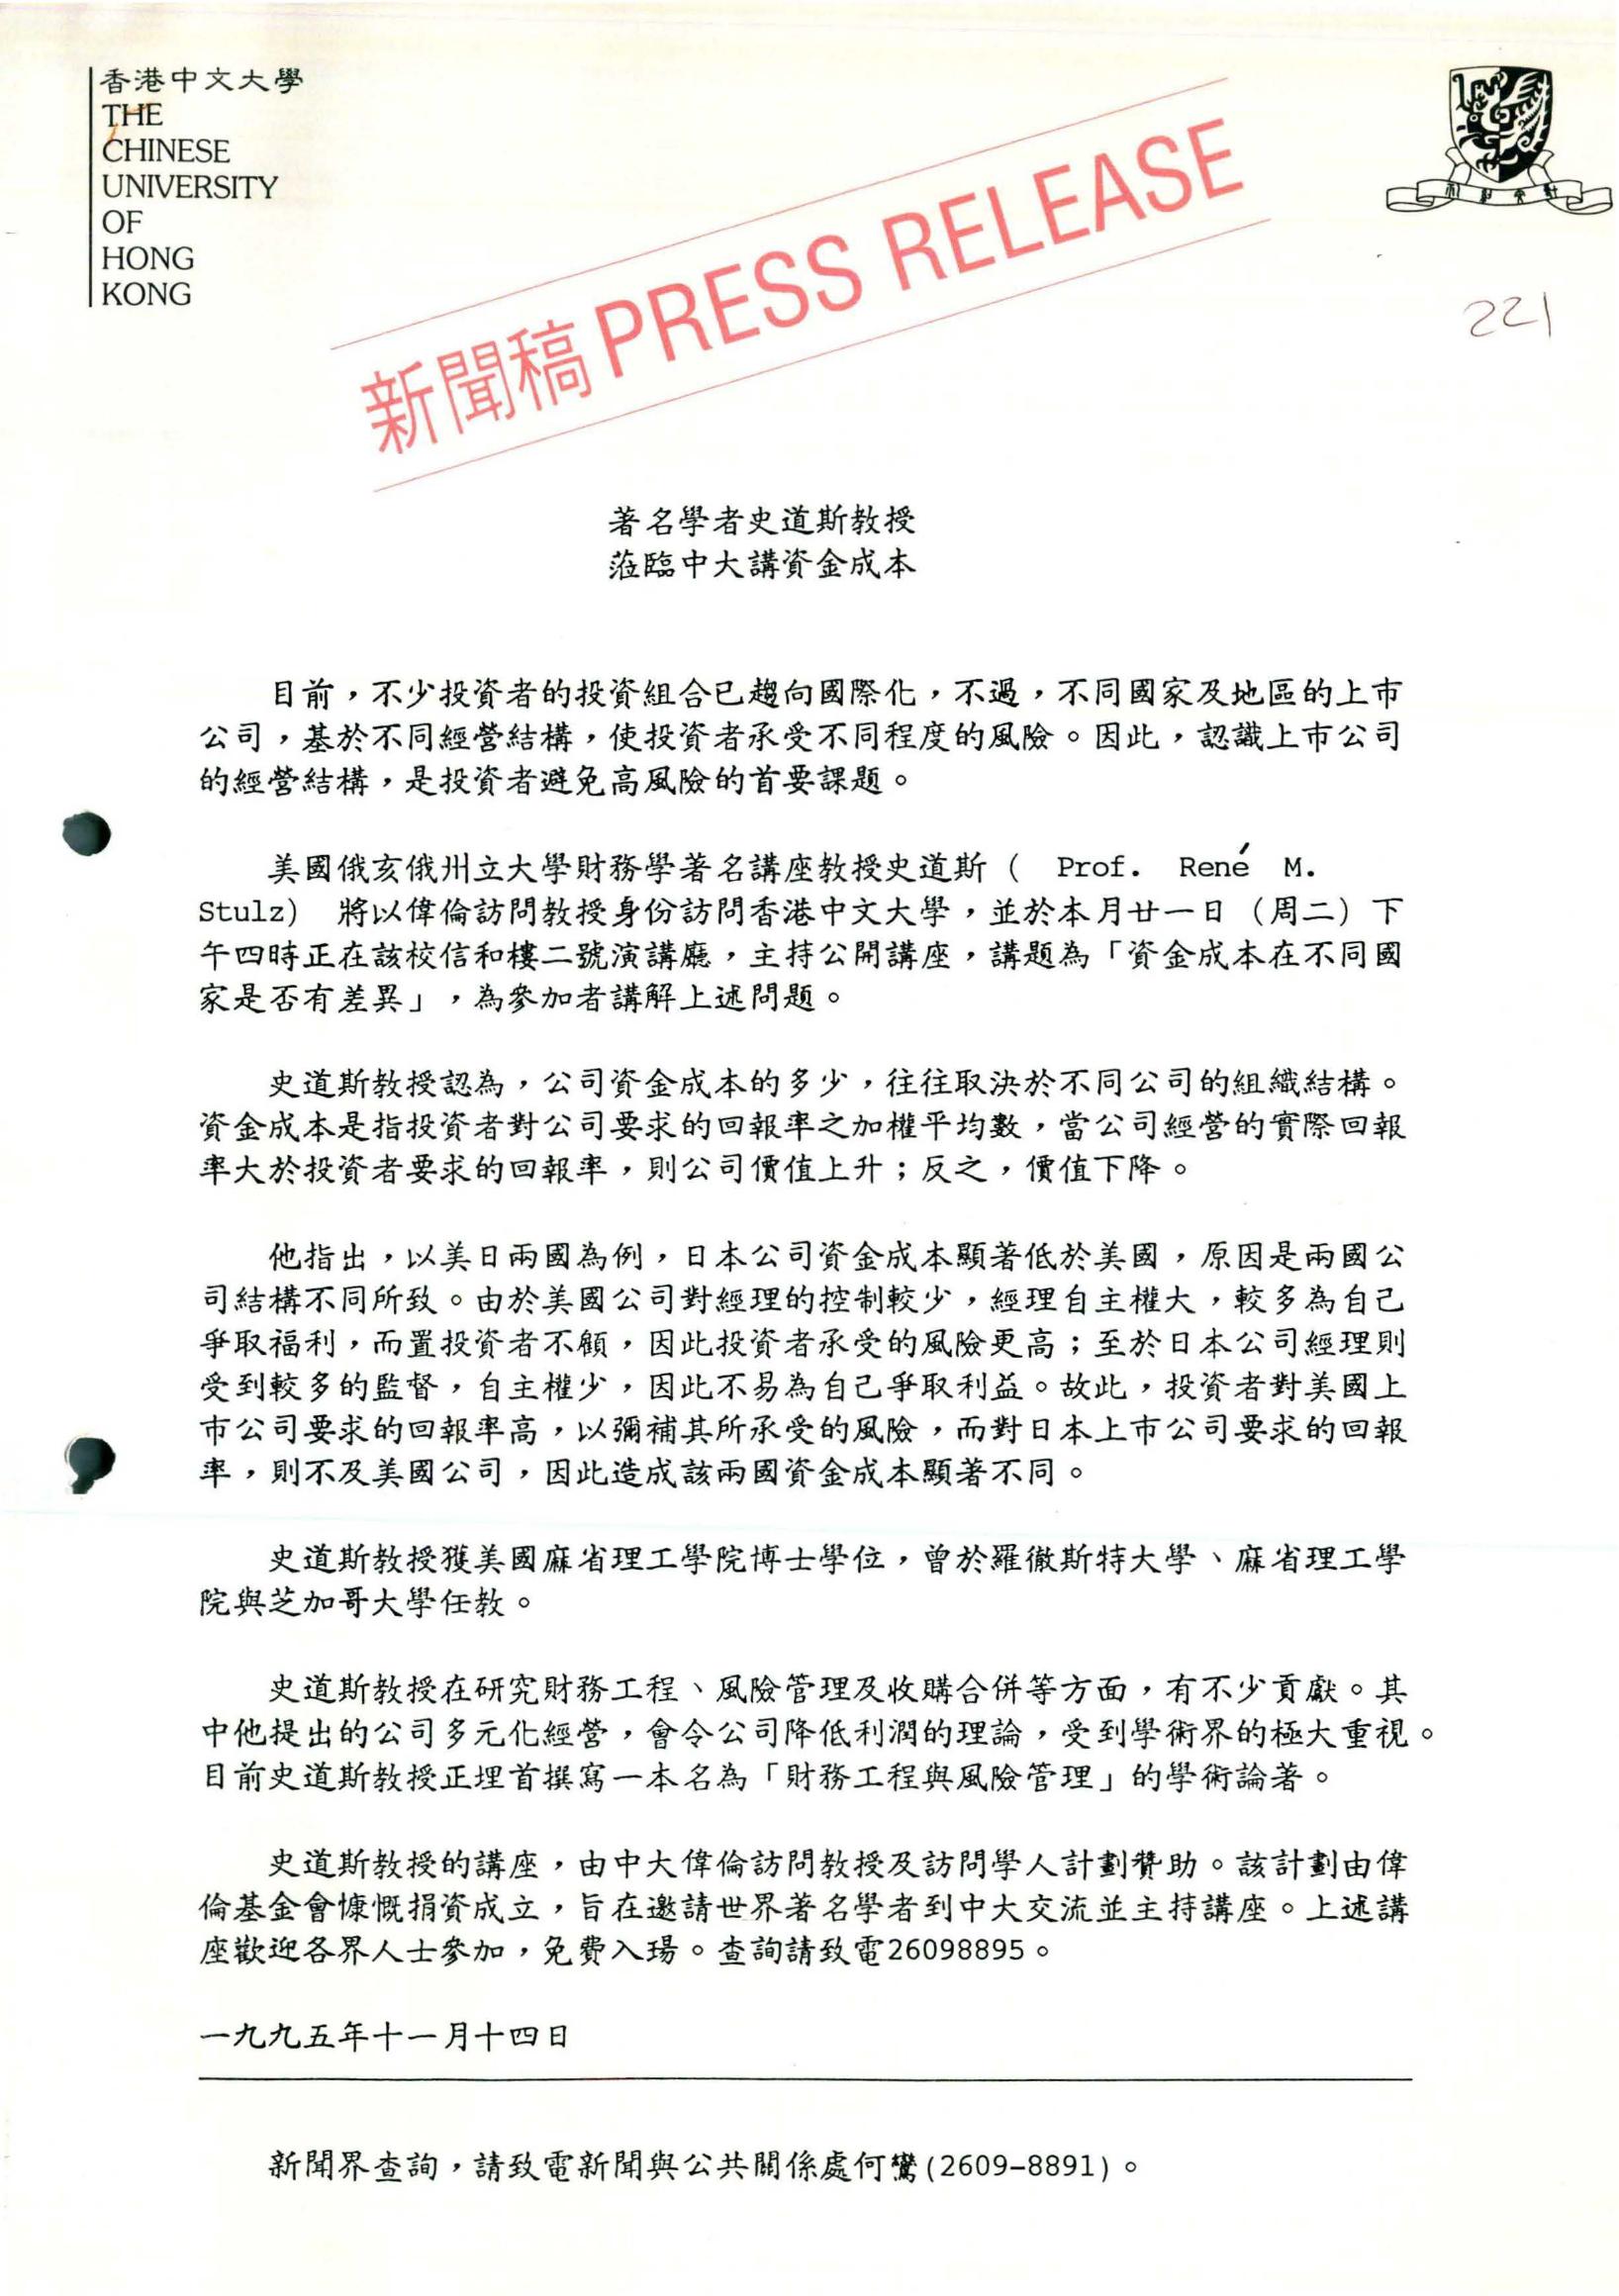 香港中文大學
THE
CHINESE
UNIVERSITY
OF
HONG
KONG
新聞稿 PRESS RELEASE
221
著名學者史道斯教授
蒞臨中大講資金成本
目前，不少投資者的投資組合已趨向國際化，不過，不同國家及地區的上市
公司，基於不同經營結構，使投資者承受不同程度的風險。因此，認識上市公司
的經營結構，是投資者避免高風險的首要課題。
美國俄亥俄州立大學財務學著名講座教授史道斯（ Prof. René M.
Stulz） 將以偉倫訪問教授身份訪問香港中文大學，並於本月廿一日（周二）下
午四時正在該校信和樓二號演講廳，主持公開講座，講題為「資金成本在不同國
家是否有差異」，為參加者講解上述問題。
史道斯教授認為，公司資金成本的多少，往往取決於不同公司的組織結構。
資金成本是指投資者對公司要求的回報率之加權平均數，當公司經營的實際回報
率大於投資者要求的回報率，則公司價值上升；反之，價值下降。
他指出，以美日兩國為例，日本公司資金成本顯著低於美國，原因是兩國公
司結構不同所致。由於美國公司對經理的控制較少，經理自主權大，較多為自己
爭取福利，而置投資者不顧，因此投資者承受的風險更高；至於日本公司經理則
受到較多的監督，自主權少，因此不易為自己爭取利益。故此，投資者對美國上
市公司要求的回報率高，以彌補其所承受的風險，而對日本上市公司要求的回報
率，則不及美國公司，因此造成該兩國資金成本顯著不同。
史道斯教授獲美國麻省理工學院博士學位，曾於羅徹斯特大學、麻省理工學
院與芝加哥大學任教。
史道斯教授在研究財務工程、風險管理及收購合併等方面，有不少貢獻。其
中他提出的公司多元化經營，會令公司降低利潤的理論，受到學術界的極大重視。
目前史道斯教授正埋首撰寫一本名為「財務工程與風險管理」的學術論著。
史道斯教授的講座，由中大偉倫訪問教授及訪問學人計劃贊助。該計劃由偉
倫基金會慷慨捐資成立，旨在邀請世界著名學者到中大交流並主持講座。上述講
座歡迎各界人士參加，免費入場。查詢請致電26098895。
一九九五年十一月十四日
新聞界查詢，請致電新聞與公共關係處何鸞(2609-8891)。